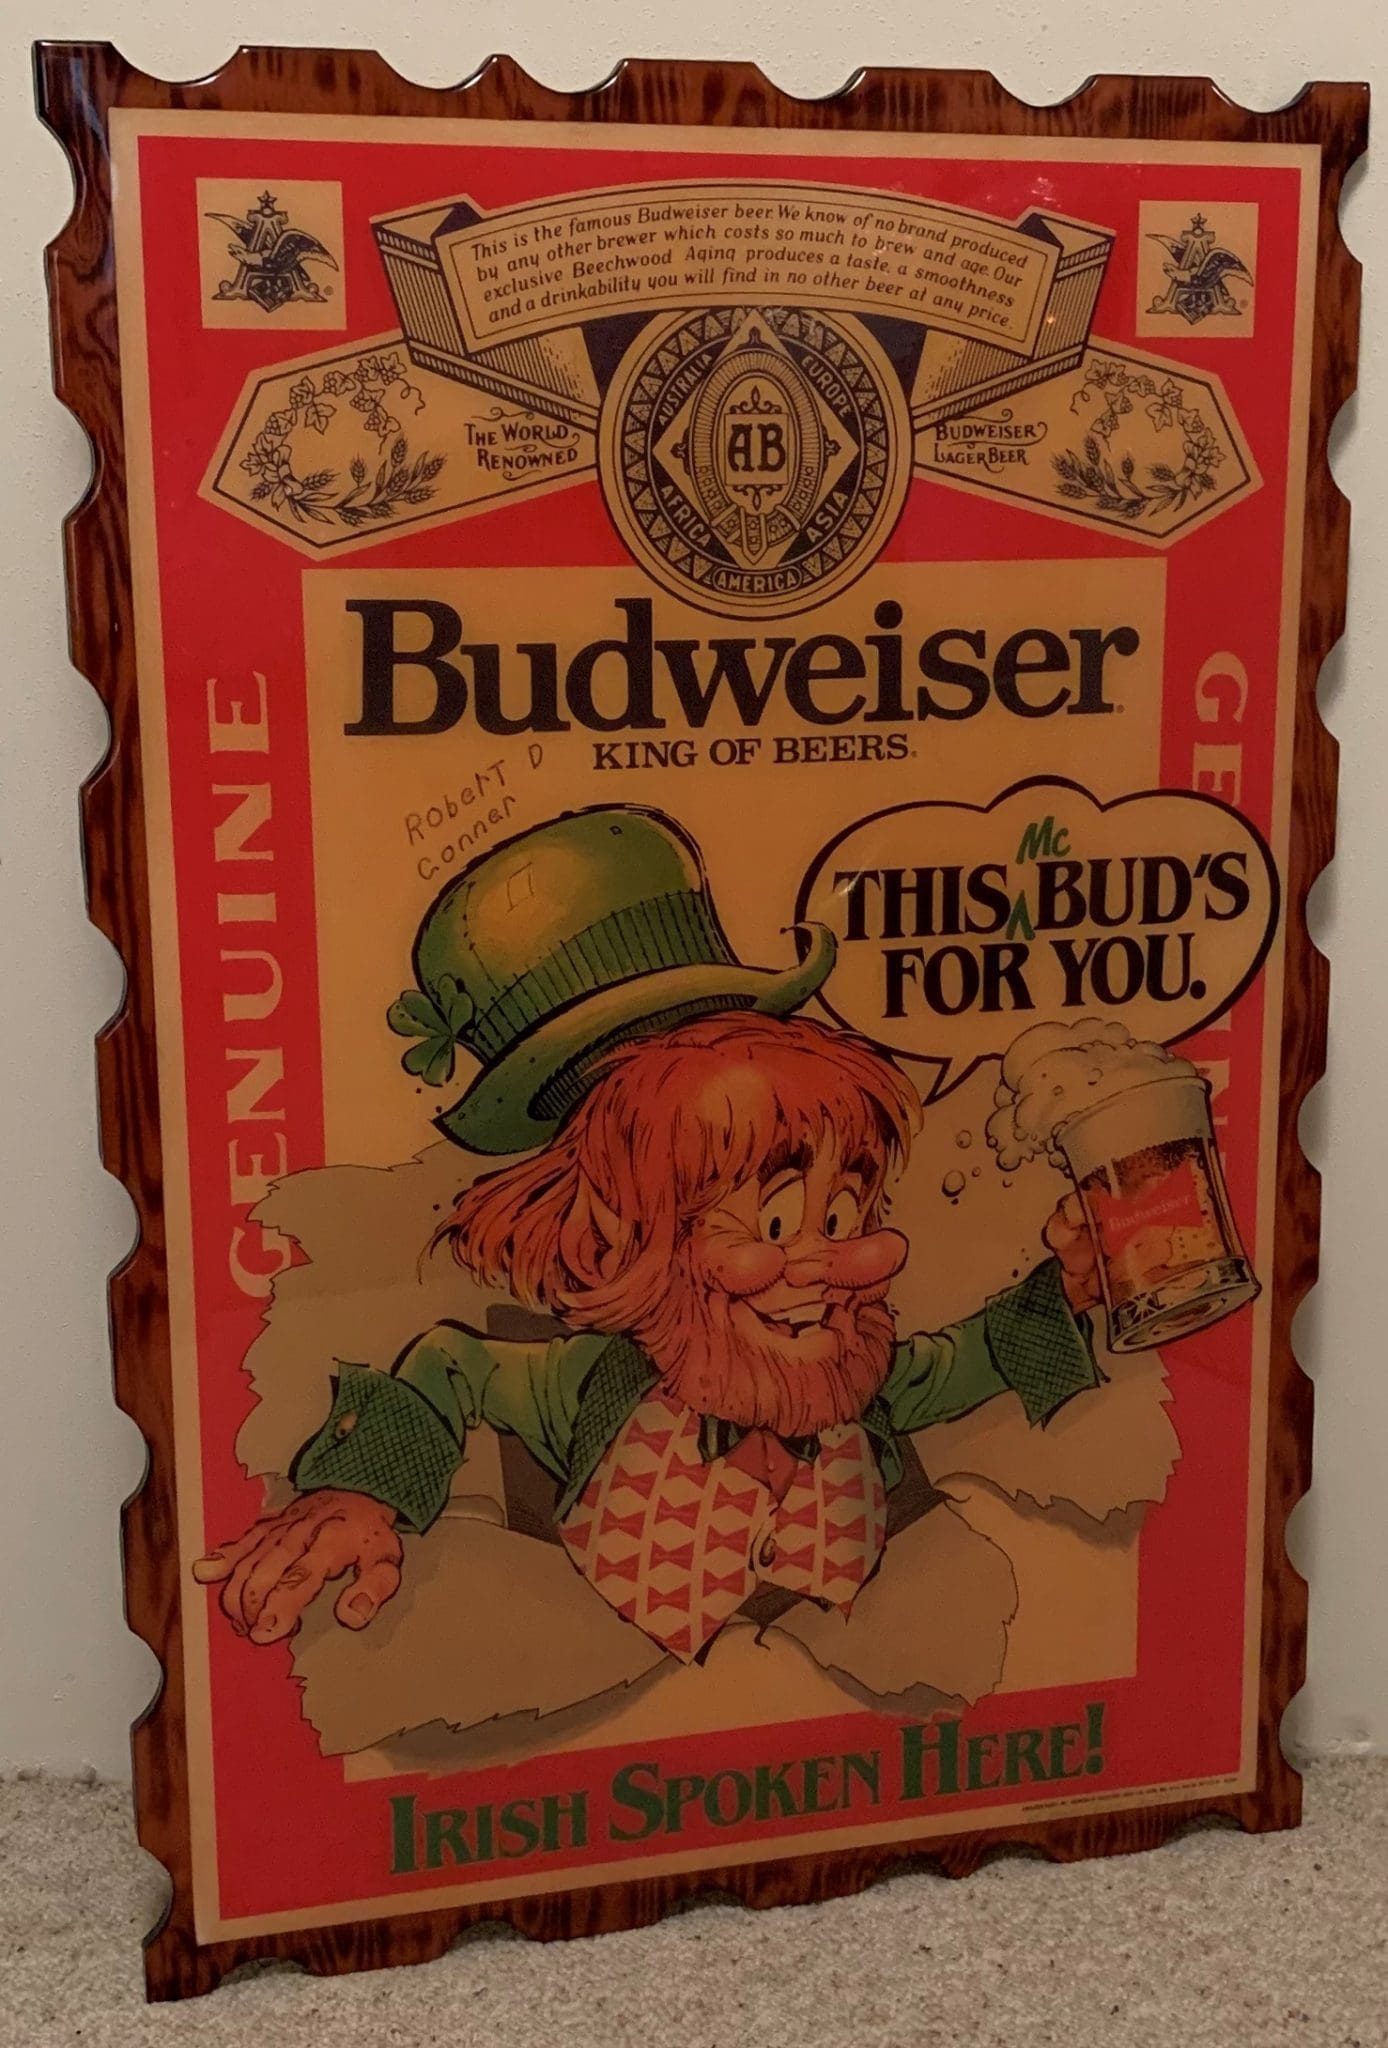 This is the famous Budweiser beer. We know of no brand produced
by any other brewer which costs so much to brew and age. Our
exclusive Beechwood Aging produces a taste, a smoothness
and a drinkability you will find in no other beer at any price.
THE WORLD
RENOWNED
BUDWEISER
LAGER BEER
AUSTRALIA
EUROPE
AB
AFRICA
ASIA
AMERICA
Budweiser®
KING OF BEERS®
Robert D
Conner
GENUINE
THIS Mc BUD'S
FOR YOU.
Budweiser
IRISH SPOKEN HERE!